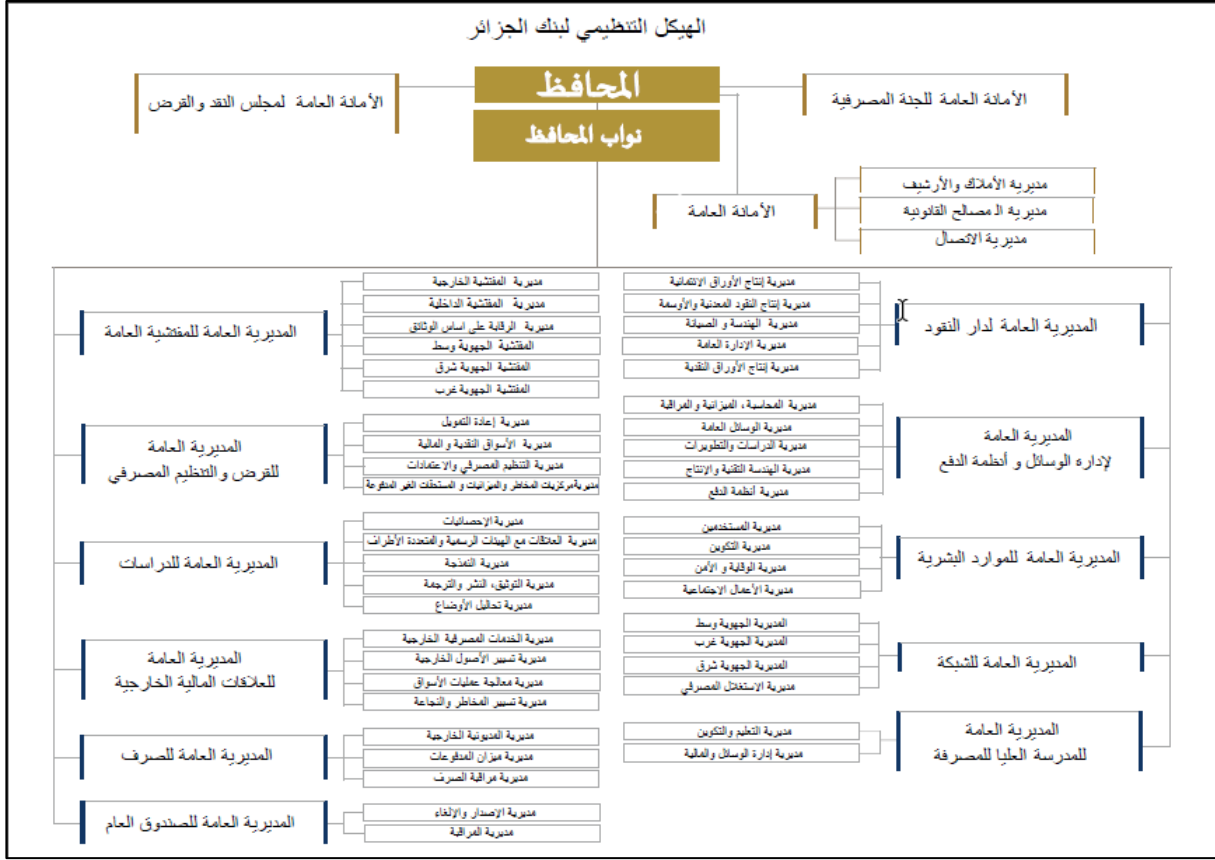 الهيكل التنظيمي لبنك الجزائر
المحافظ
نواب المحافظ
الأمانة العامة للجنة المصرفية
الأمانة العامة لمجلس النقد والقرض
الأمانة العامة
مديرية الأملاك والأرشيف
مديرية المصالح القانونية
مديرية الاتصال
المديرية العامة لدار النقود
مديرية إنتاج الأوراق الائتمانية
مديرية إنتاج النقود المعدنية والأوسمة
مديرية الهندسة و الصيانة
مديرية الإدارة العامة
مديرية إنتاج الأوراق النقدية
المديرية العامة
لإدارة الوسائل و أنظمة الدفع
مديرية المحاسبة، الميزانية والمراقبة
مديرية الوسائل العامة
مديرية الدراسات والتطويرات
مديرية الهندسة التقنية والإنتاج
مديرية أنظمة الدفع
المديرية العامة للموارد البشرية
مديرية المستخدمين
مديرية التكوين
مديرية الوقاية و الأمن
مديرية الأعمال الاجتماعية
المديرية العامة للشبكة
المديرية الجهوية وسط
المديرية الجهوية غرب
المديرية الجهوية شرق
مديرية الاستغلال المصرفي
المديرية العامة
للمدرسة العليا للمصرفة
مديرية التعليم والتكوين
مديرية إدارة الوسائل والمالية
المديرية العامة للمفتشية العامة
مديرية المفتشية الخارجية
مديرية المفتشية الداخلية
مديرية الرقابة على اساس الوثائق
المفتشية الجهوية وسط
المفتشية الجهوية شرق
المفتشية الجهوية غرب
المديرية العامة
للقرض والتنظيم المصرفي
مديرية إعادة التمويل
مديرية الأسواق النقدية و المالية
مديرية التنظيم المصرفي والاعتمادات
مديرية مركزيات المخاطر والميزانيات و المستحقات الغير المدفوعة
المديرية العامة للدراسات
مديرية الإحصائيات
مديرية العلاقات مع الهيئات الرسمية والمتعددة الأطراف
مديرية النمذجة
مديرية التوثيق، النشر والترجمة
مديرية تحاليل الأوضاع
المديرية العامة
للعلاقات المالية الخارجية
مديرية الخدمات المصرفية الخارجية
مديرية تسيير الأصول الخارجية
مديرية معالجة عمليات الأسواق
مديرية تسيير المخاطر والنجاعة
المديرية العامة للصرف
مديرية المديونية الخارجية
مديرية ميزان المدفوعات
مديرية مراقبة الصرف
المديرية العامة للصندوق العام
مديرية الإصدار والإلغاء
مديرية المراقبة